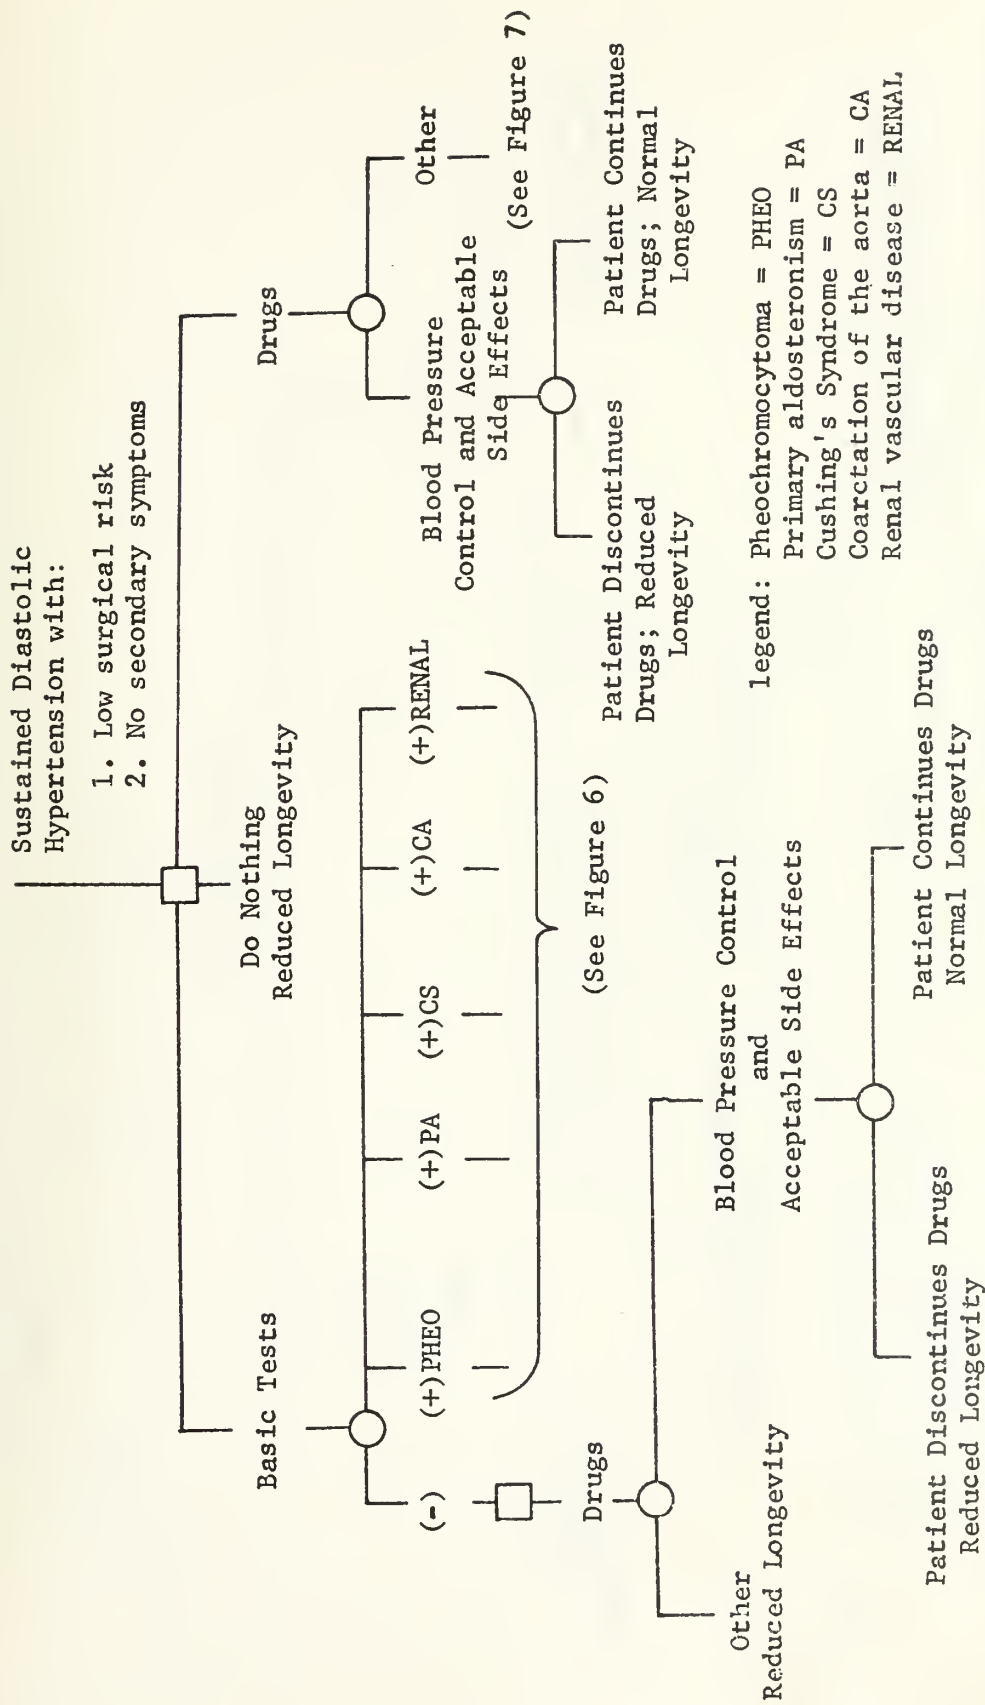 Sustained Diastolic
Hypertension with:
1. Low surgical risk
2. No secondary symptoms
Basic Tests
Do Nothing
Reduced Longevity
Drugs
(-)
(+)PHEO
(+)PA
(+)CS
(+)CA
(+)RENAL
(See Figure 6)
Blood Pressure
Control and Acceptable
Side Effects
Other
(See Figure 7)
Patient Discontinues
Drugs; Reduced
Longevity
Patient Continues
Drugs; Normal
Longevity
Drugs
Other
Reduced Longevity
Blood Pressure Control
and
Acceptable Side Effects
Patient Discontinues Drugs
Reduced Longevity
Patient Continues Drugs
Normal Longevity
legend: Pheochromocytoma = PHEO
Primary aldosteronism = PA
Cushing's Syndrome = CS
Coarctation of the aorta = CA
Renal vascular disease = RENAL